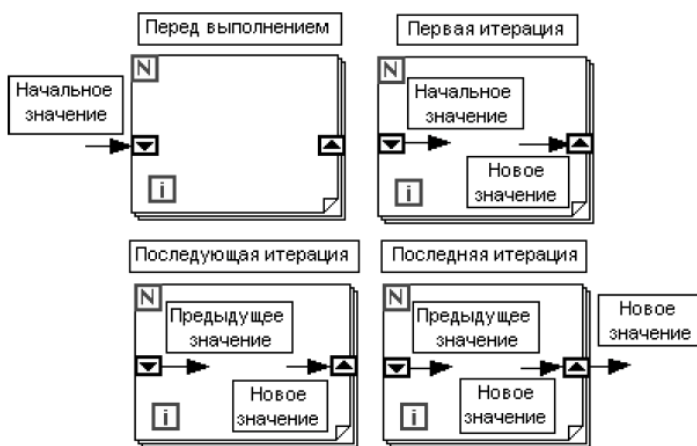 Перед выполнением
Первая итерация
N
Начальное
значение
i
N
Начальное
значение
Новое
значение
i
Последующая итерация
Последняя итерация
N
Предыдущее
значение
Новое
значение
i
N
Предыдущее
значение
Новое
значение
i
Новое
значение